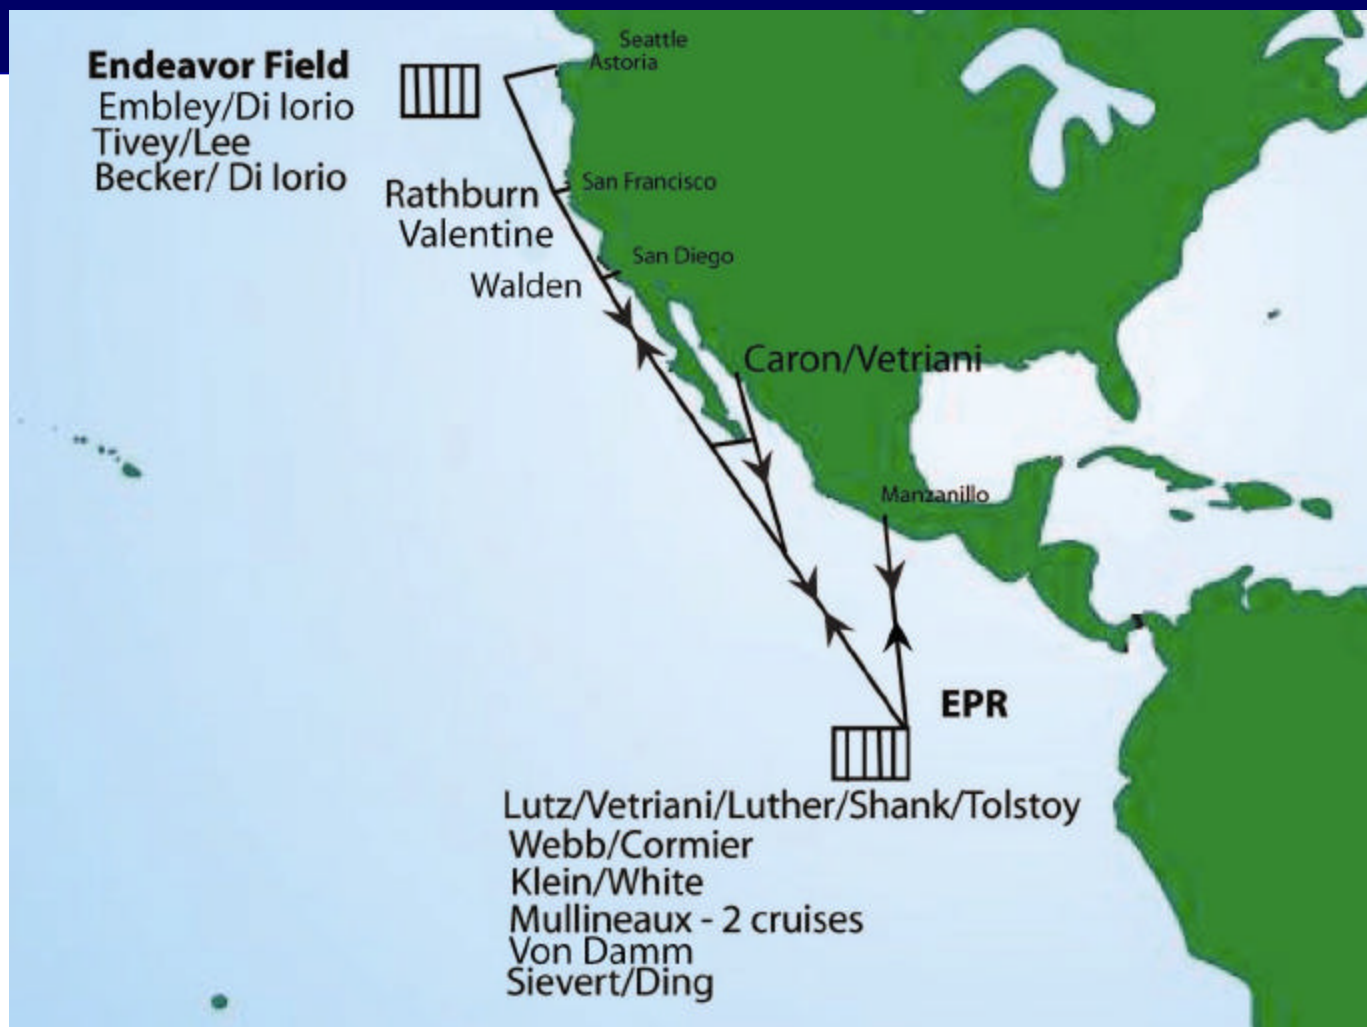 Seattle
Astoria
Endeavor Field
Embley/Di Iorio
Tivey/Lee
Becker/ Di Iorio
San Francisco
Rathburn
Valentine
San Diego
Walden
Caron/Vetriani
Manzanillo
EPR
Lutz/Vetriani/Luther/Shank/Tolstoy
Webb/Cormier
Klein/White
Mullineaux - 2 cruises
Von Damm
Sievert/Ding